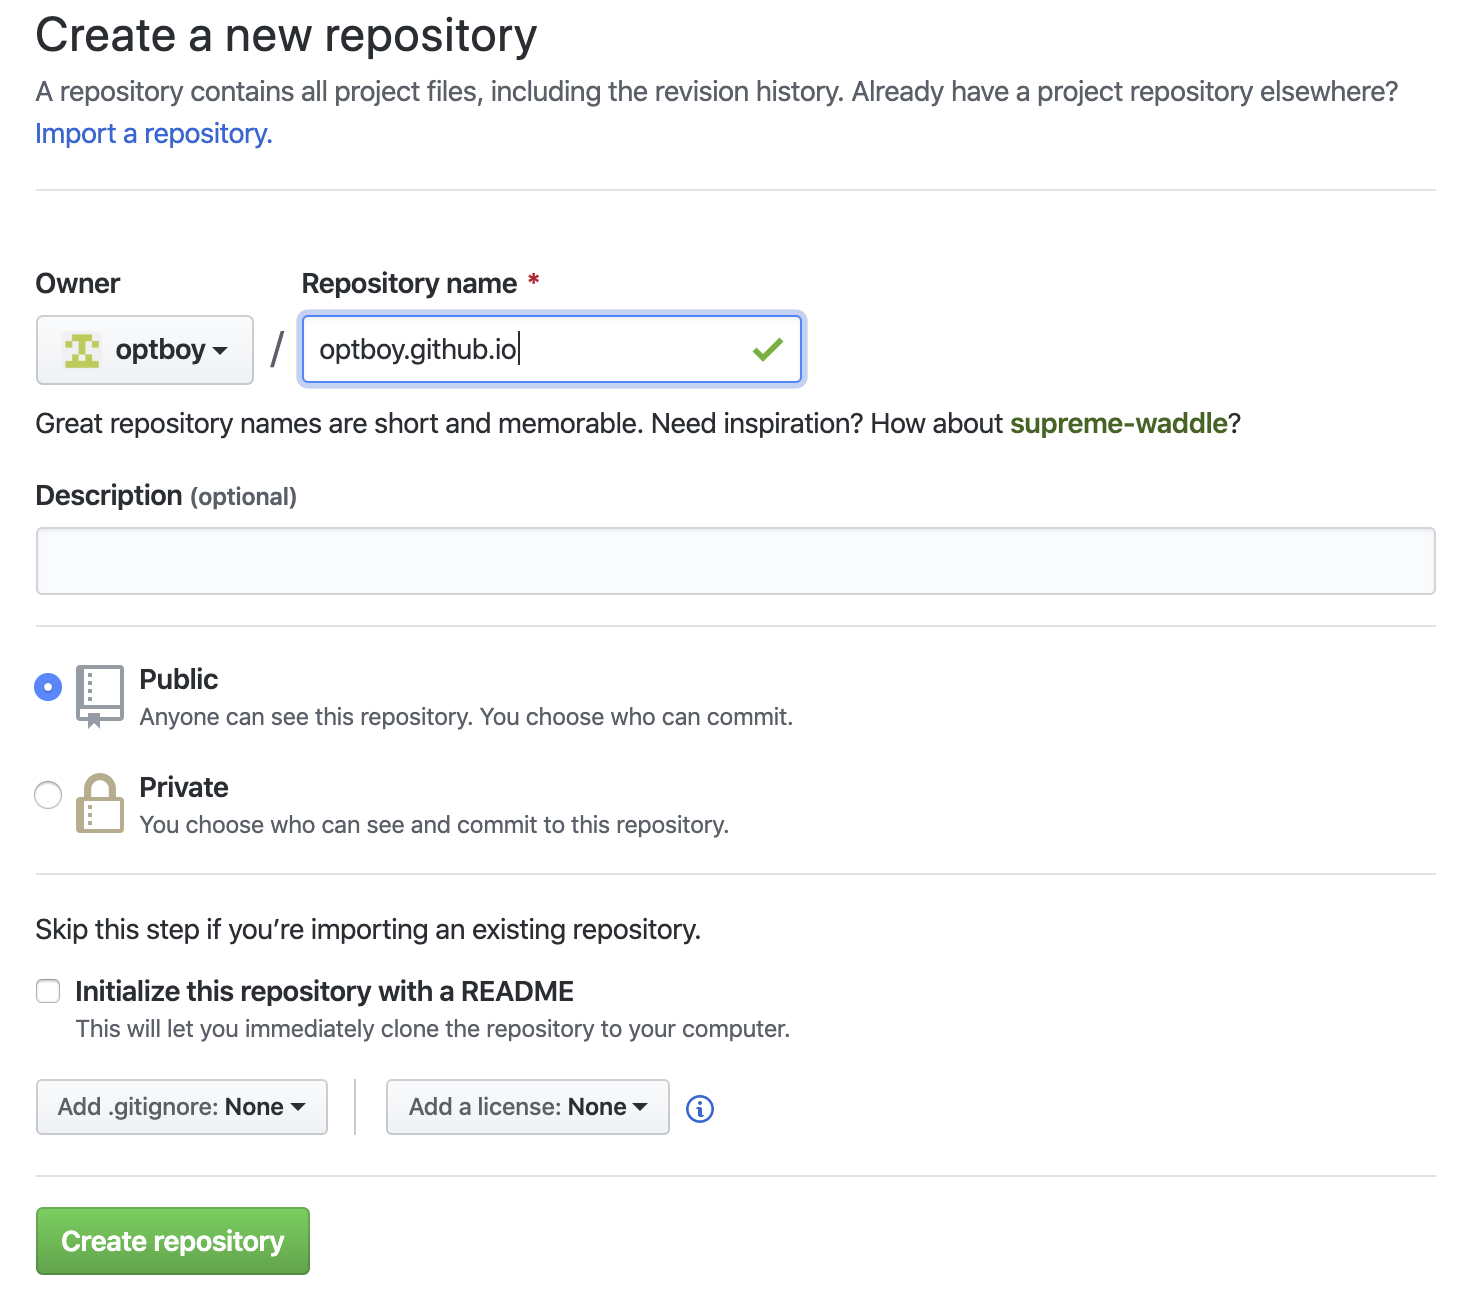 Create a new repository
A repository contains all project files, including the revision history. Already have a project repository elsewhere?
Import a repository.
Owner Repository name *
optboy / optboy.github.io
Great repository names are short and memorable. Need inspiration? How about supreme-waddle?
Description (optional)
Public
Anyone can see this repository. You choose who can commit.
Private
You choose who can see and commit to this repository.
Skip this step if you’re importing an existing repository.
Initialize this repository with a README
This will let you immediately clone the repository to your computer.
Add .gitignore: None Add a license: None
Create repository